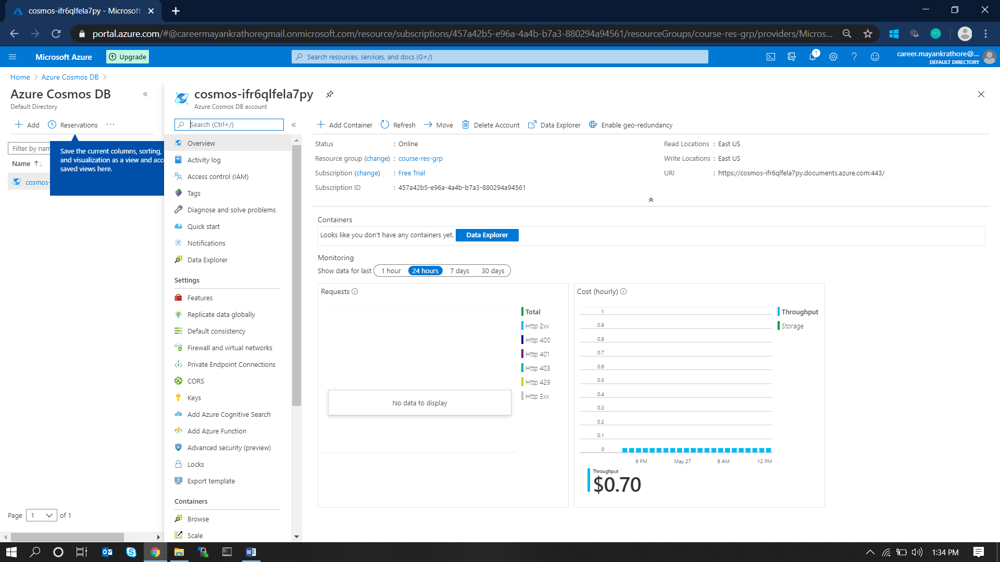 cosmos-ifr6qlfela7py - Microsoft
portal.azure.com/#@careermayankrathoregmail.onmicrosoft.com/resource/subscriptions/457a42b5-e96a-4a4b-b7a3-880294a94561/resourceGroups/course-res-grp/providers/Micros...
m
Microsoft Azure
Upgrade
Search resources, services, and docs (G+/)
1
career.mayankrathore@...
DEFAULT DIRECTORY
Home > Azure Cosmos DB >
Azure Cosmos DB
Default Directory
Add
Reservations
Filter by nam
Save the current columns, sorting,
and visualization as a view and acc
saved views here.
Name
cosmos-
Page 1 of 1
cosmos-ifr6qlfela7py
Azure Cosmos DB account
Search (Ctrl+/)
Overview
Activity log
Access control (IAM)
Tags
Diagnose and solve problems
Quick start
Notifications
Data Explorer
Settings
Features
Replicate data globally
Default consistency
Firewall and virtual networks
Private Endpoint Connections
CORS
Keys
Add Azure Cognitive Search
Add Azure Function
Advanced security (preview)
Locks
Export template
Containers
Browse
Scale
Add Container
Refresh
Move
Delete Account
Data Explorer
Enable geo-redundancy
Status : Online
Resource group (change) : course-res-grp
Subscription (change) : Free Trial
Subscription ID : 457a42b5-e96a-4a4b-b7a3-880294a94561
Read Locations : East US
Write Locations : East US
URI : https://cosmos-ifr6qlfela7py.documents.azure.com:443/
Containers
Looks like you don't have any containers yet. Data Explorer
Monitoring
Show data for last 1 hour 24 hours 7 days 30 days
Requests
Total
Http 2xx
Http 400
Http 401
Http 403
Http 429
Http 5xx
No data to display
Cost (hourly)
1
0.9
0.8
0.7
0.6
0.5
0.4
0.3
0.2
0.1
0
6 PM May 27 6 AM 12 PM
Throughput
Storage
Throughput
$0.70
1:34 PM